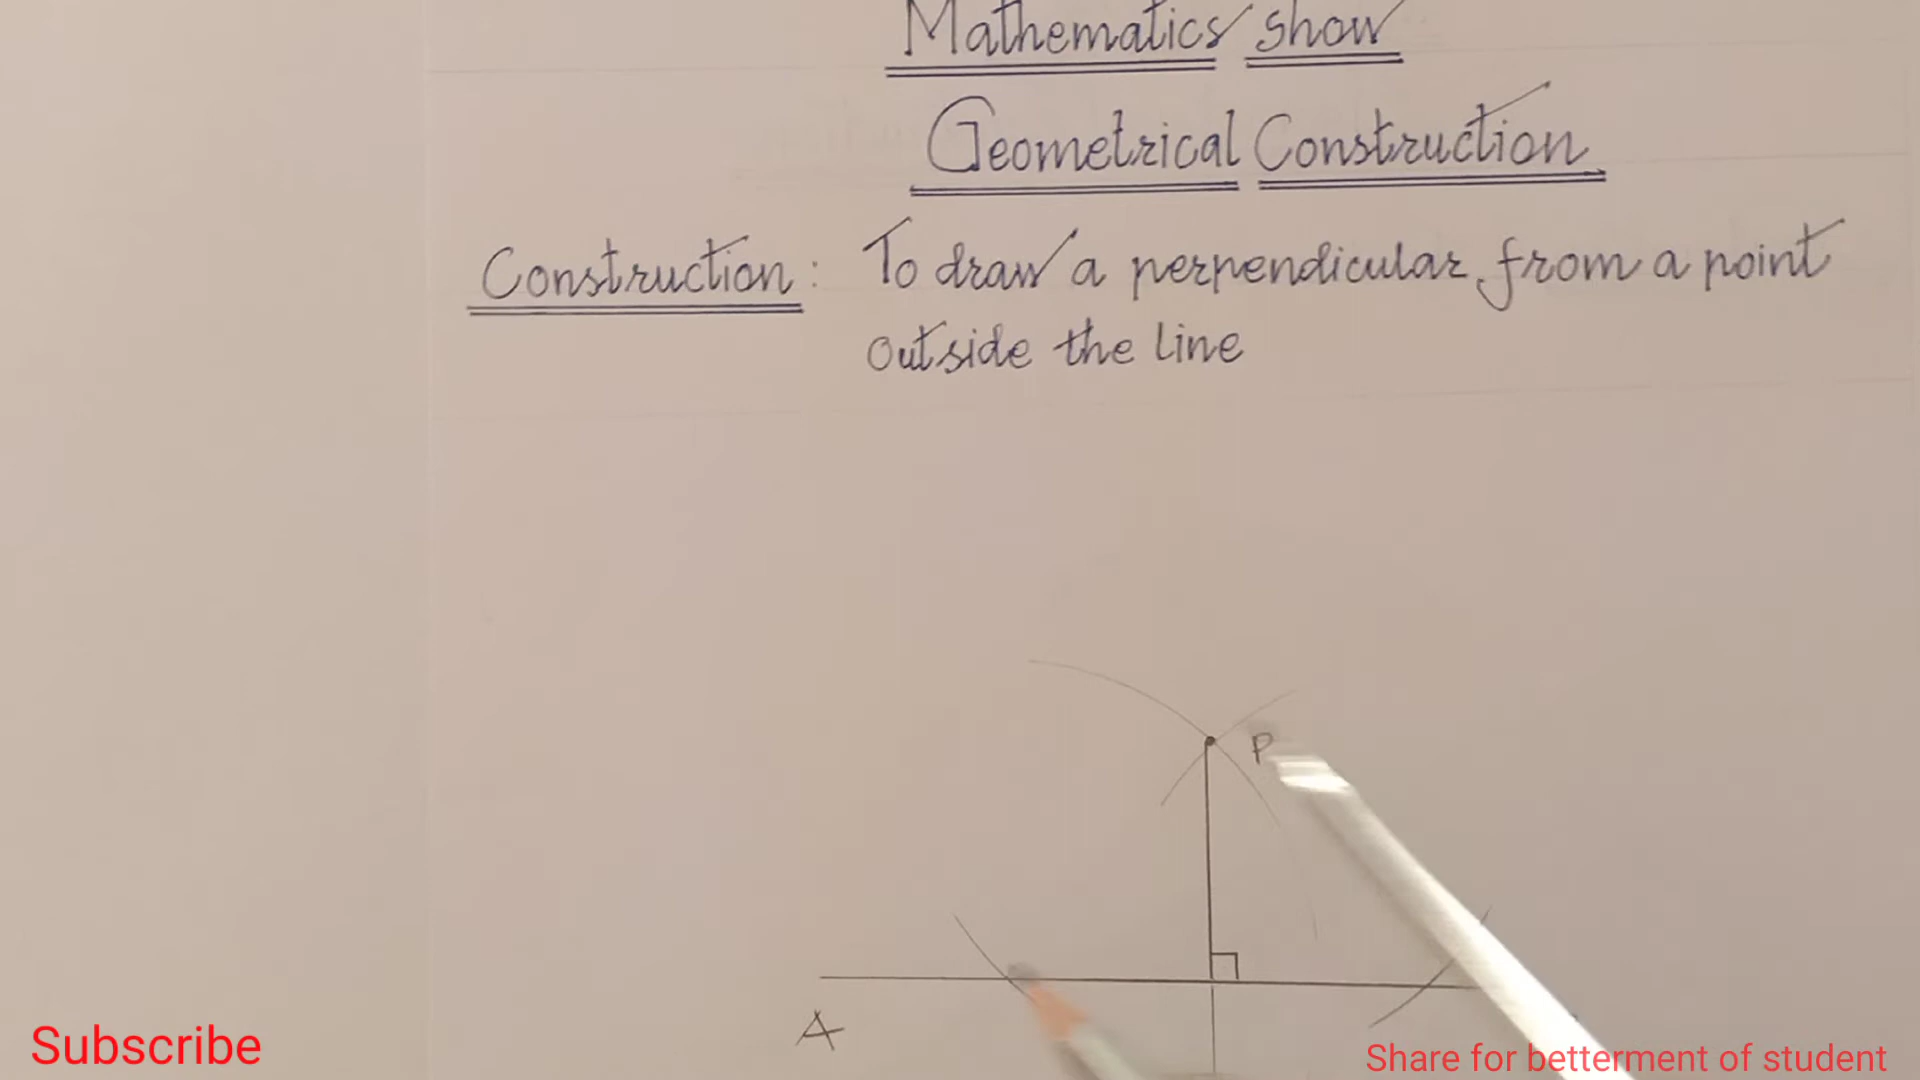 Mathematics show
Geometrical Construction
Construction: To draw a perpendicular from a point
outside the line
P
A
Subscribe
Share for betterment of student